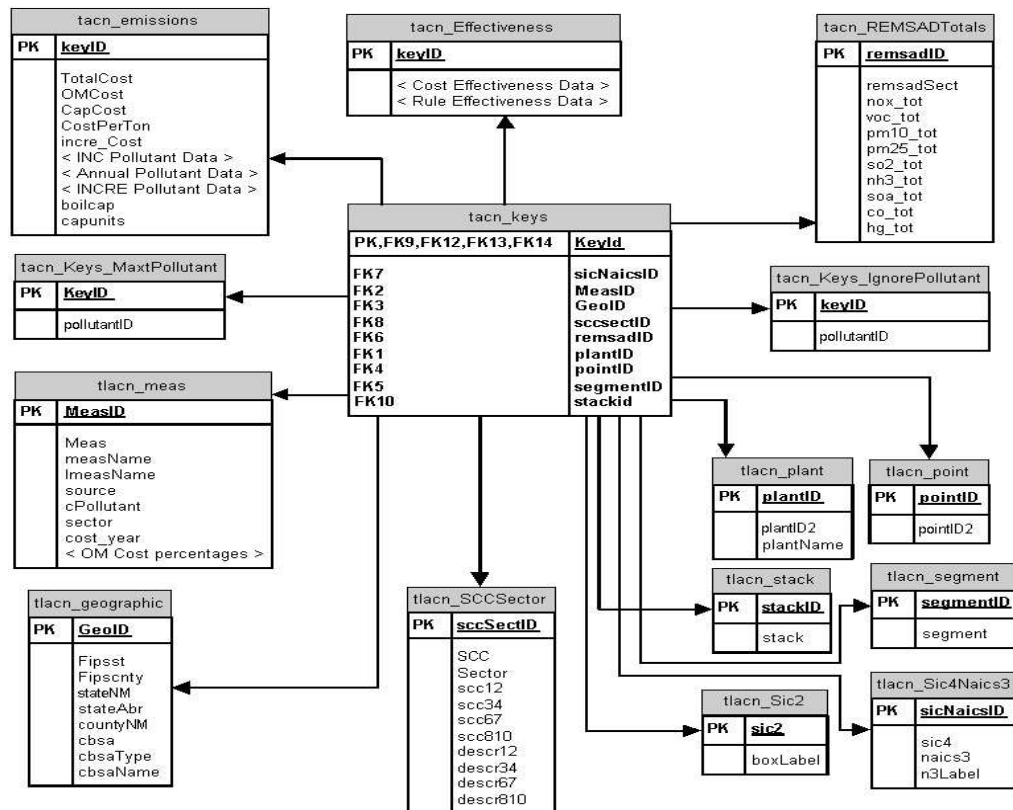 tacn_emissions
PK keyID
TotalCost
OMCost
CapCost
CostPerTon
incre_Cost
< INC Pollutant Data >
< Annual Pollutant Data >
< INCRE Pollutant Data >
boilcap
capunits
tacn_Effectiveness
PK keyID
< Cost Effectiveness Data >
< Rule Effectiveness Data >
tacn_REMSADTotals
PK remsadID
remsadSect
nox_tot
voc_tot
pm10_tot
pm25_tot
so2_tot
nh3_tot
soa_tot
co_tot
hg_tot
tacn_keys
PK,FK9,FK12,FK13,FK14 KeyId
FK7 sicNaicsID
FK2 MeasID
FK3 GeoID
FK8 sccsectID
FK6 remsadID
FK1 plantID
FK4 pointID
FK5 segmentID
FK10 stackid
tacn_Keys_MaxtPollutant
PK KeyID
pollutantID
tacn_Keys_IgnorePollutant
PK keyID
pollutantID
tlacn_meas
PK MeasID
Meas
measName
lmeasName
source
cPollutant
sector
cost_year
< OM Cost percentages >
tlacn_plant
PK plantID
plantID2
plantName
tlacn_point
PK pointID
pointID2
tlacn_geographic
PK GeoID
Fipsst
Fipscnty
stateNM
stateAbr
countyNM
cbsa
cbsaType
cbsaName
tlacn_SCCSector
PK sccSectID
SCC
Sector
scc12
scc34
scc67
scc810
descr12
descr34
descr67
descr810
tlacn_stack
PK stackID
stack
tlacn_segment
PK segmentID
segment
tlacn_Sic2
PK sic2
boxLabel
tlacn_Sic4Naics3
PK sicNaicsID
sic4
naics3
n3Label